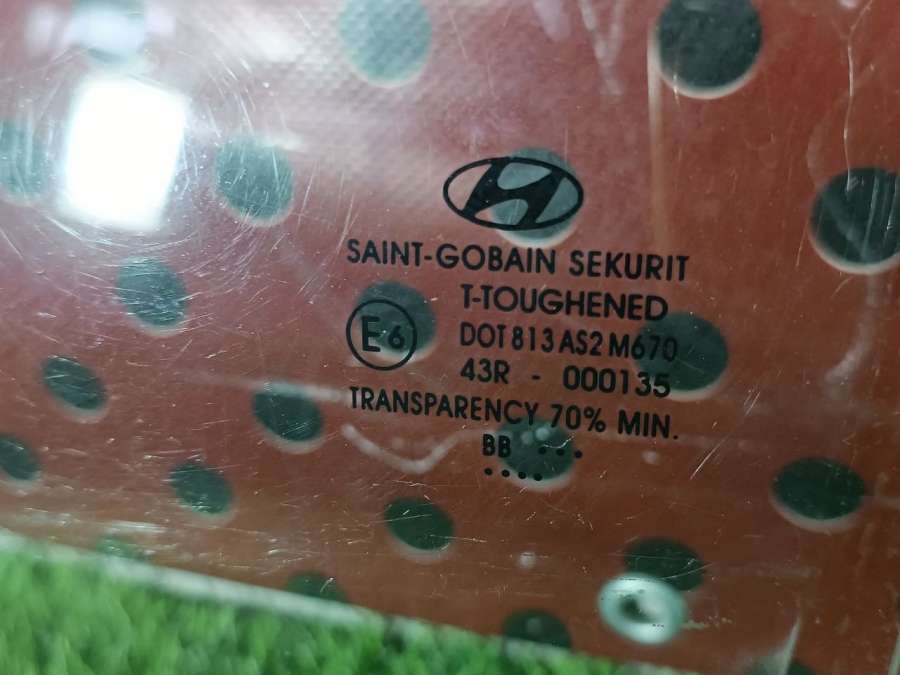 SAINT-GOBAIN SEKURIT
T-TOUGHENED
E6
DOT 813 AS2 M670
43R - 000135
TRANSPARENCY 70% MIN.
BB ...
....